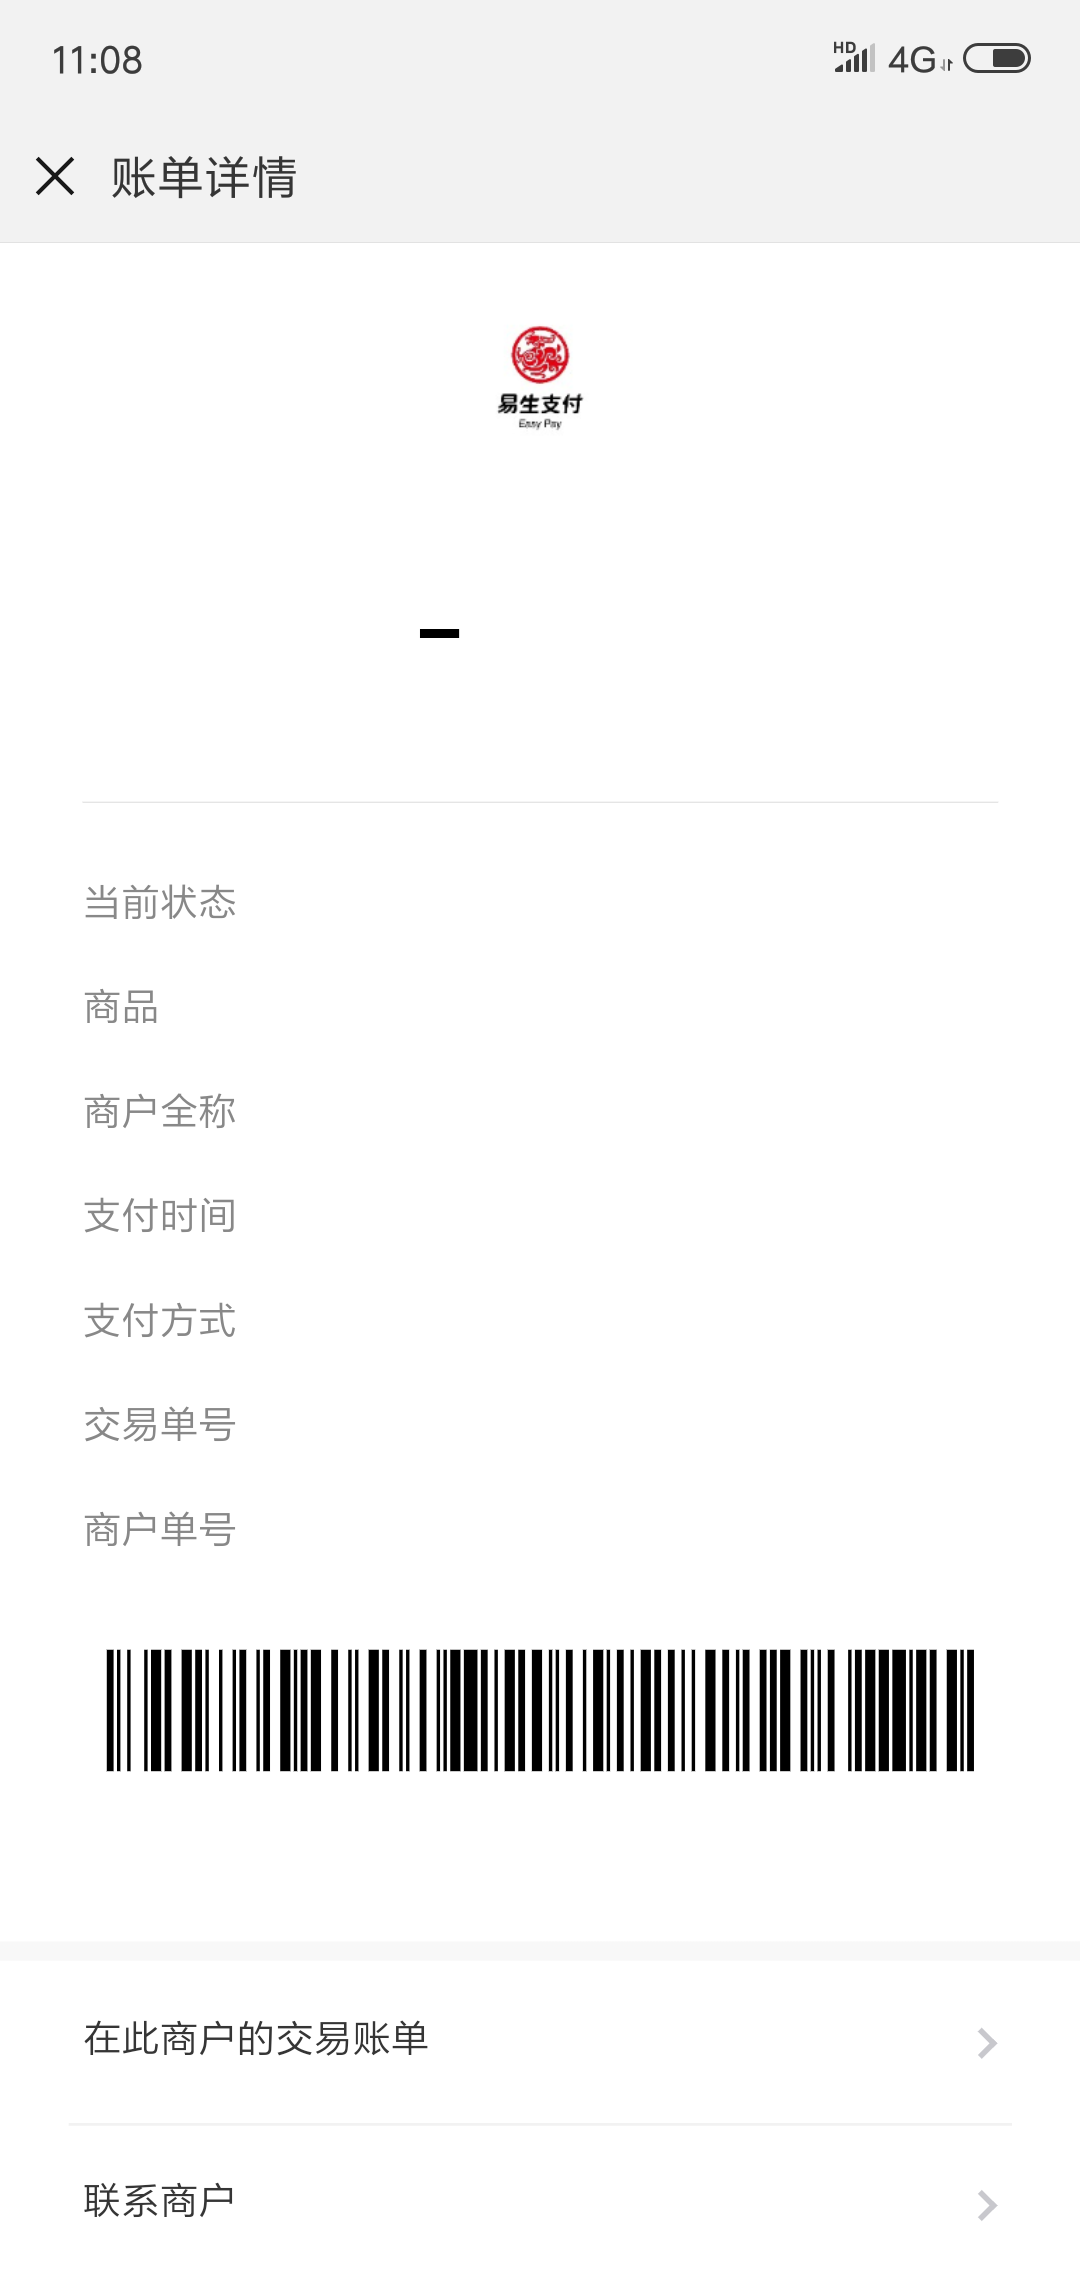 11:08
HD 4G
账单详情
易生支付
Easy Pay
-
当前状态
商品
商户全称
支付时间
支付方式
交易单号
商户单号
在此商户的交易账单
联系商户